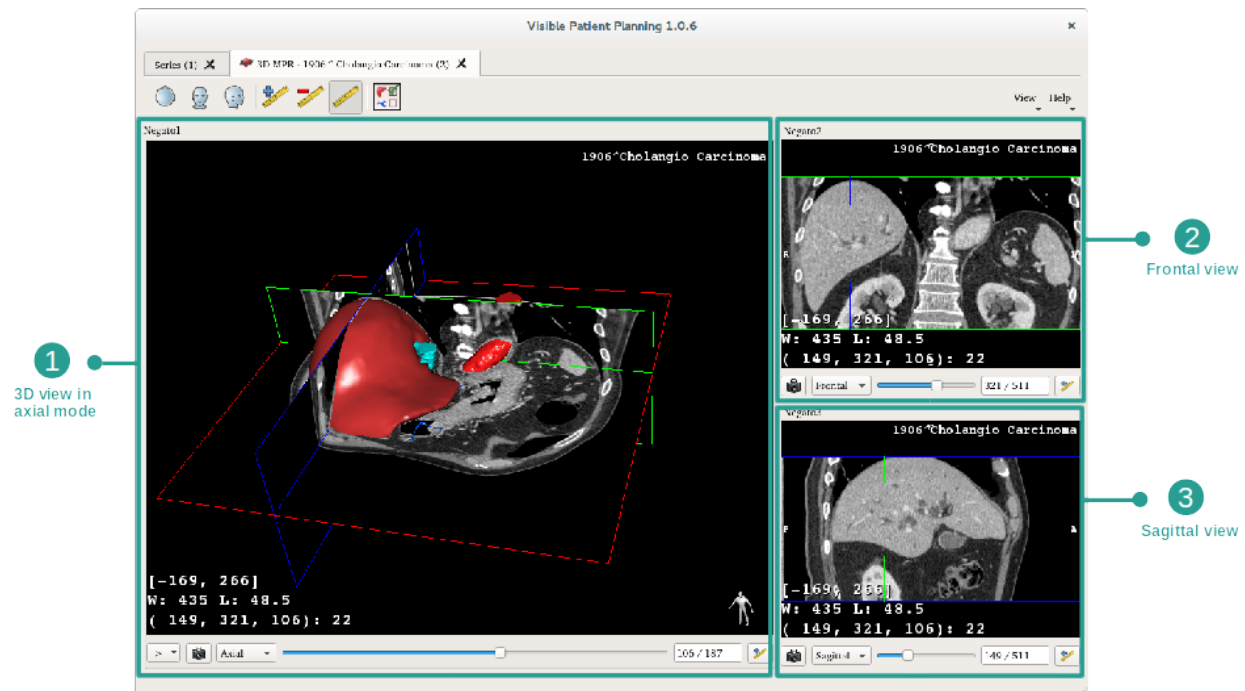 Visible Patient Planning 1.0.6
×
Series (1)
3D MPR - 1906 ^ Cholangio Carcinoma (2)
View
Help
Negato1
1906^Cholangio Carcinoma
[-169, 266]
W: 435 L: 48.5
( 149, 321, 106): 22
>
Axial
106 / 187
Negato2
1906^Cholangio Carcinoma
R
[-169, 266]
W: 435 L: 48.5
( 149, 321, 106): 22
Frontal
321 / 511
Negato3
1906^Cholangio Carcinoma
P
A
[-169, 266]
W: 435 L: 48.5
( 149, 321, 106): 22
Sagittal
149 / 511
1
3D view in
axial mode
2
Frontal view
3
Sagittal view